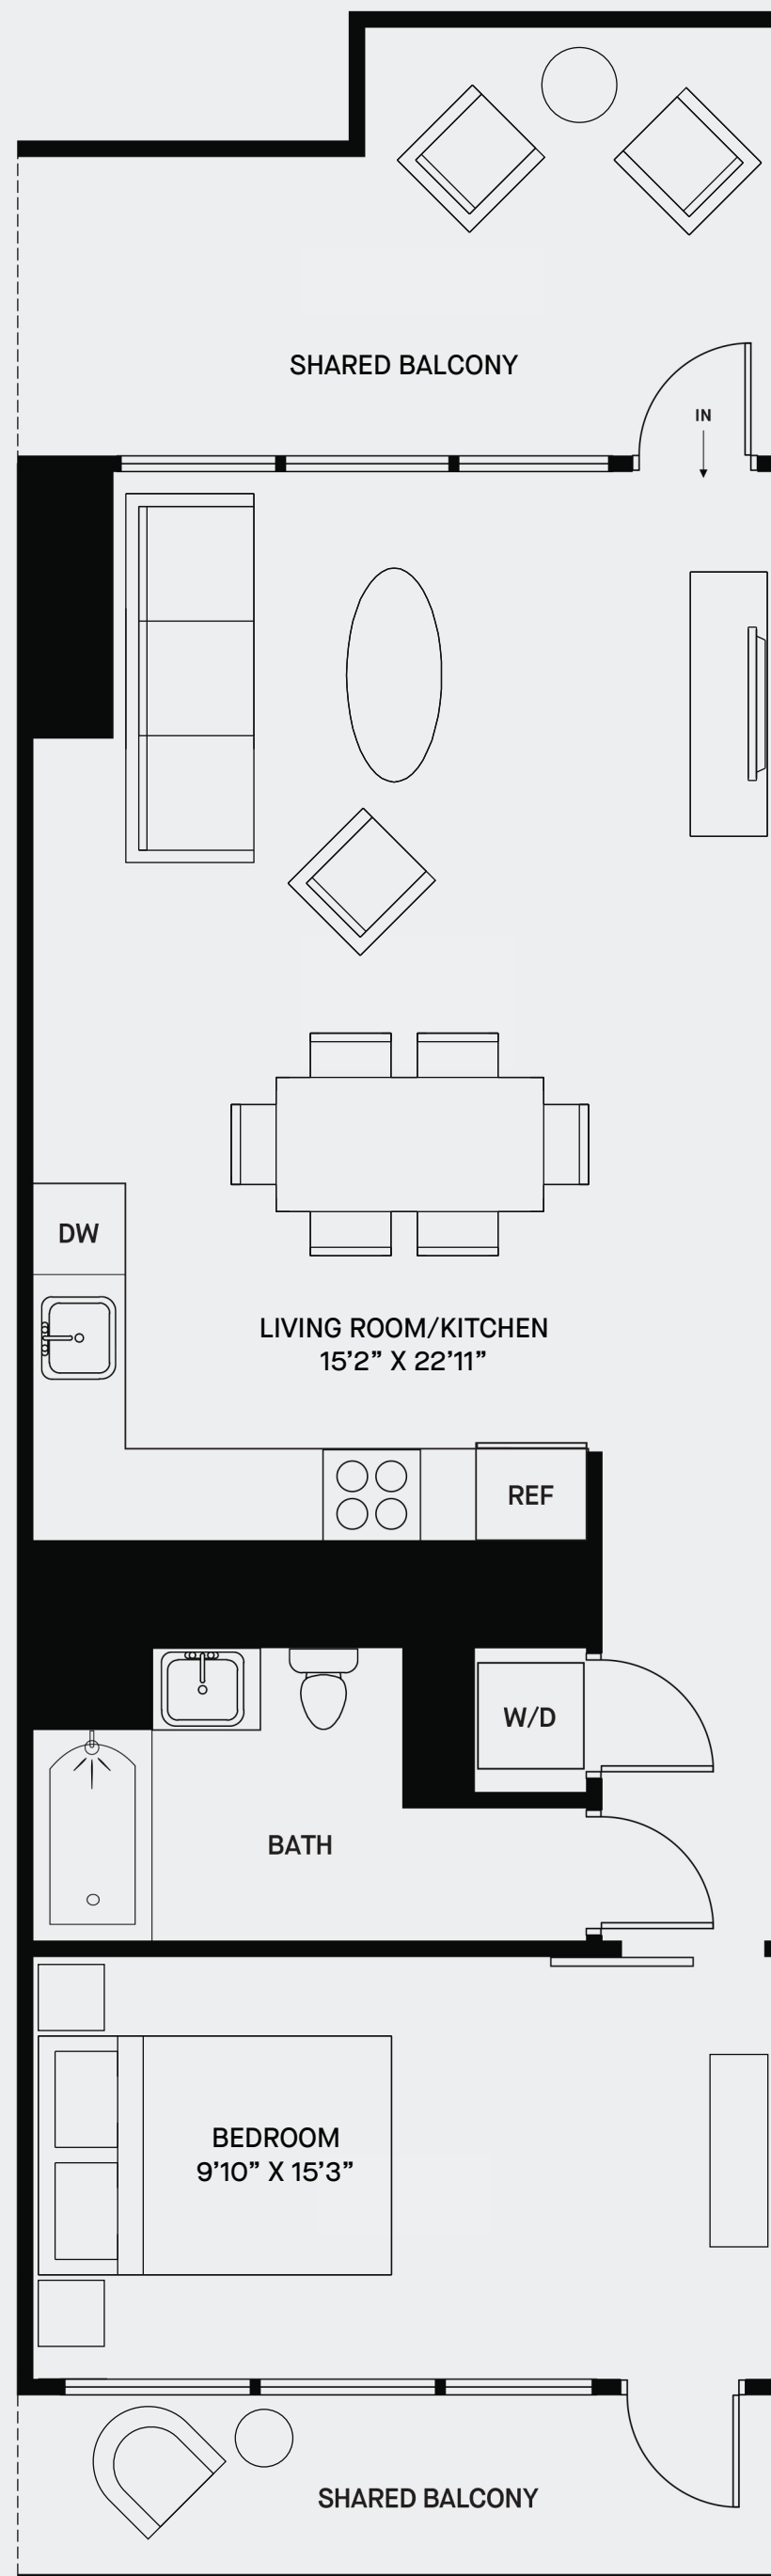 SHARED BALCONY
IN
DW
LIVING ROOM/KITCHEN
15’2” X 22’11”
REF
W/D
BATH
BEDROOM
9’10” X 15’3”
SHARED BALCONY